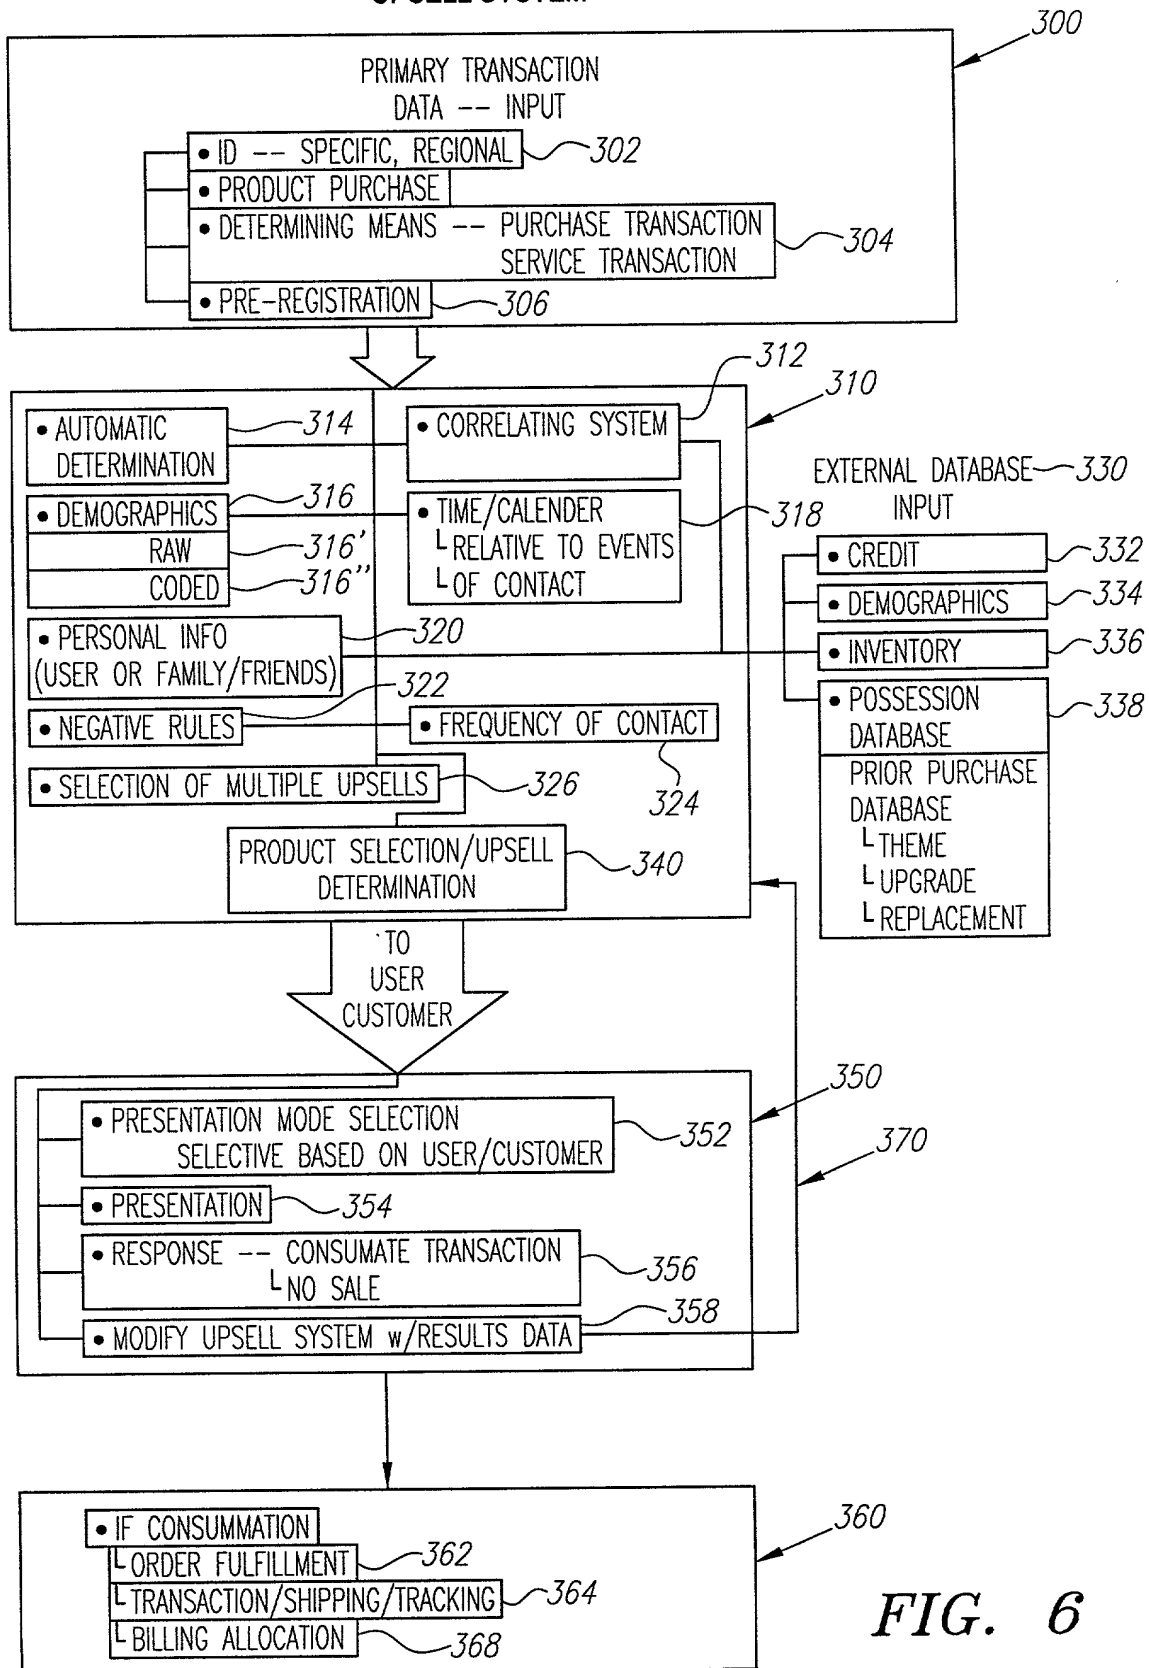 300
PRIMARY TRANSACTION
DATA -- INPUT
• ID -- SPECIFIC, REGIONAL
302
• PRODUCT PURCHASE
• DETERMINING MEANS -- PURCHASE TRANSACTION
SERVICE TRANSACTION
304
• PRE-REGISTRATION
306
312
310
• AUTOMATIC
DETERMINATION
314
• CORRELATING SYSTEM
• DEMOGRAPHICS
316
RAW
316'
CODED
316''
• TIME/CALENDER
RELATIVE TO EVENTS
OF CONTACT
318
• PERSONAL INFO
(USER OR FAMILY/FRIENDS)
320
• NEGATIVE RULES
322
• FREQUENCY OF CONTACT
324
• SELECTION OF MULTIPLE UPSELLS
326
PRODUCT SELECTION/UPSELL
DETERMINATION
340
EXTERNAL DATABASE
INPUT
330
• CREDIT
332
• DEMOGRAPHICS
334
• INVENTORY
336
• POSSESSION
DATABASE
338
PRIOR PURCHASE
DATABASE
THEME
UPGRADE
REPLACEMENT
TO
USER
CUSTOMER
350
• PRESENTATION MODE SELECTION
SELECTIVE BASED ON USER/CUSTOMER
352
370
• PRESENTATION
354
• RESPONSE -- CONSUMATE TRANSACTION
NO SALE
356
• MODIFY UPSELL SYSTEM w/RESULTS DATA
358
360
• IF CONSUMMATION
ORDER FULFILLMENT
362
TRANSACTION/SHIPPING/TRACKING
364
BILLING ALLOCATION
368
FIG. 6